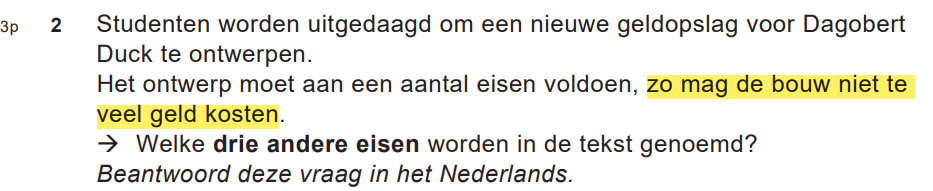 3p 2 Studenten worden uitgedaagd om een nieuwe geldopslag voor Dagobert
Duck te ontwerpen.
Het ontwerp moet aan een aantal eisen voldoen, zo mag de bouw niet te
veel geld kosten.
→ Welke drie andere eisen worden in de tekst genoemd?
Beantwoord deze vraag in het Nederlands.